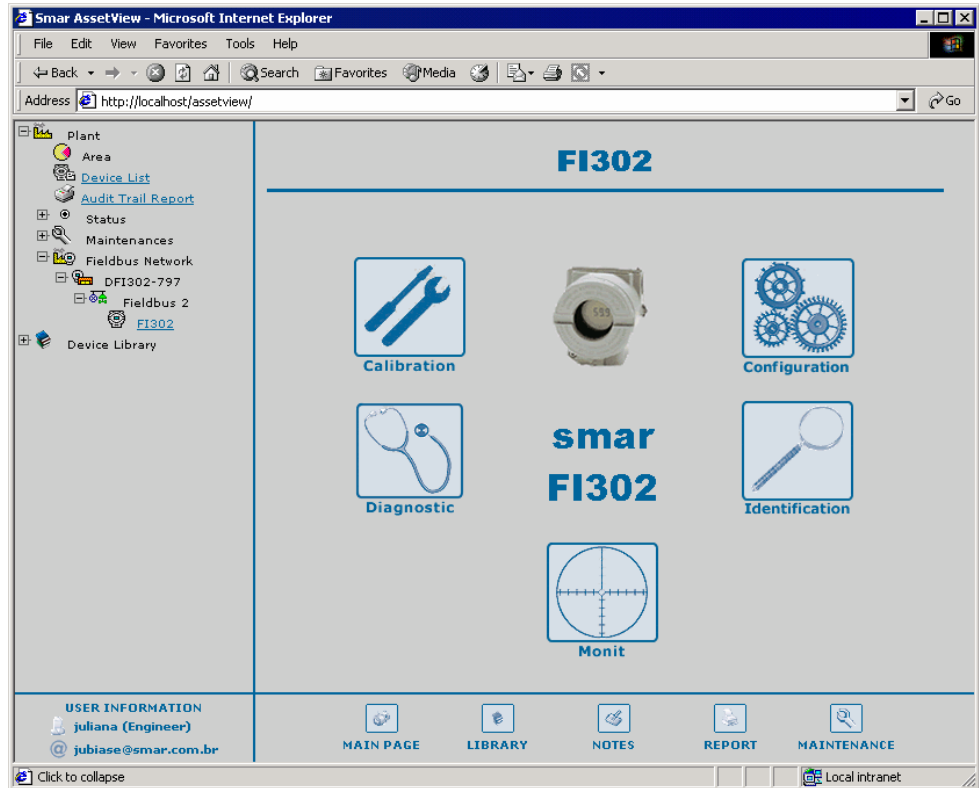 Smar AssetView - Microsoft Internet Explorer
File Edit View Favorites Tools Help
Back Search Favorites Media
Address http://localhost/assetview/ Go
Plant
Area
Device List
Audit Trail Report
Status
Maintenances
Fieldbus Network
DFI302-797
Fieldbus 2
FI302
Device Library
FI302
Calibration
Configuration
Diagnostic
smar
FI302
Identification
Monit
USER INFORMATION
juliana (Engineer)
jubiase@smar.com.br
MAIN PAGE LIBRARY NOTES REPORT MAINTENANCE
Click to collapse Local intranet